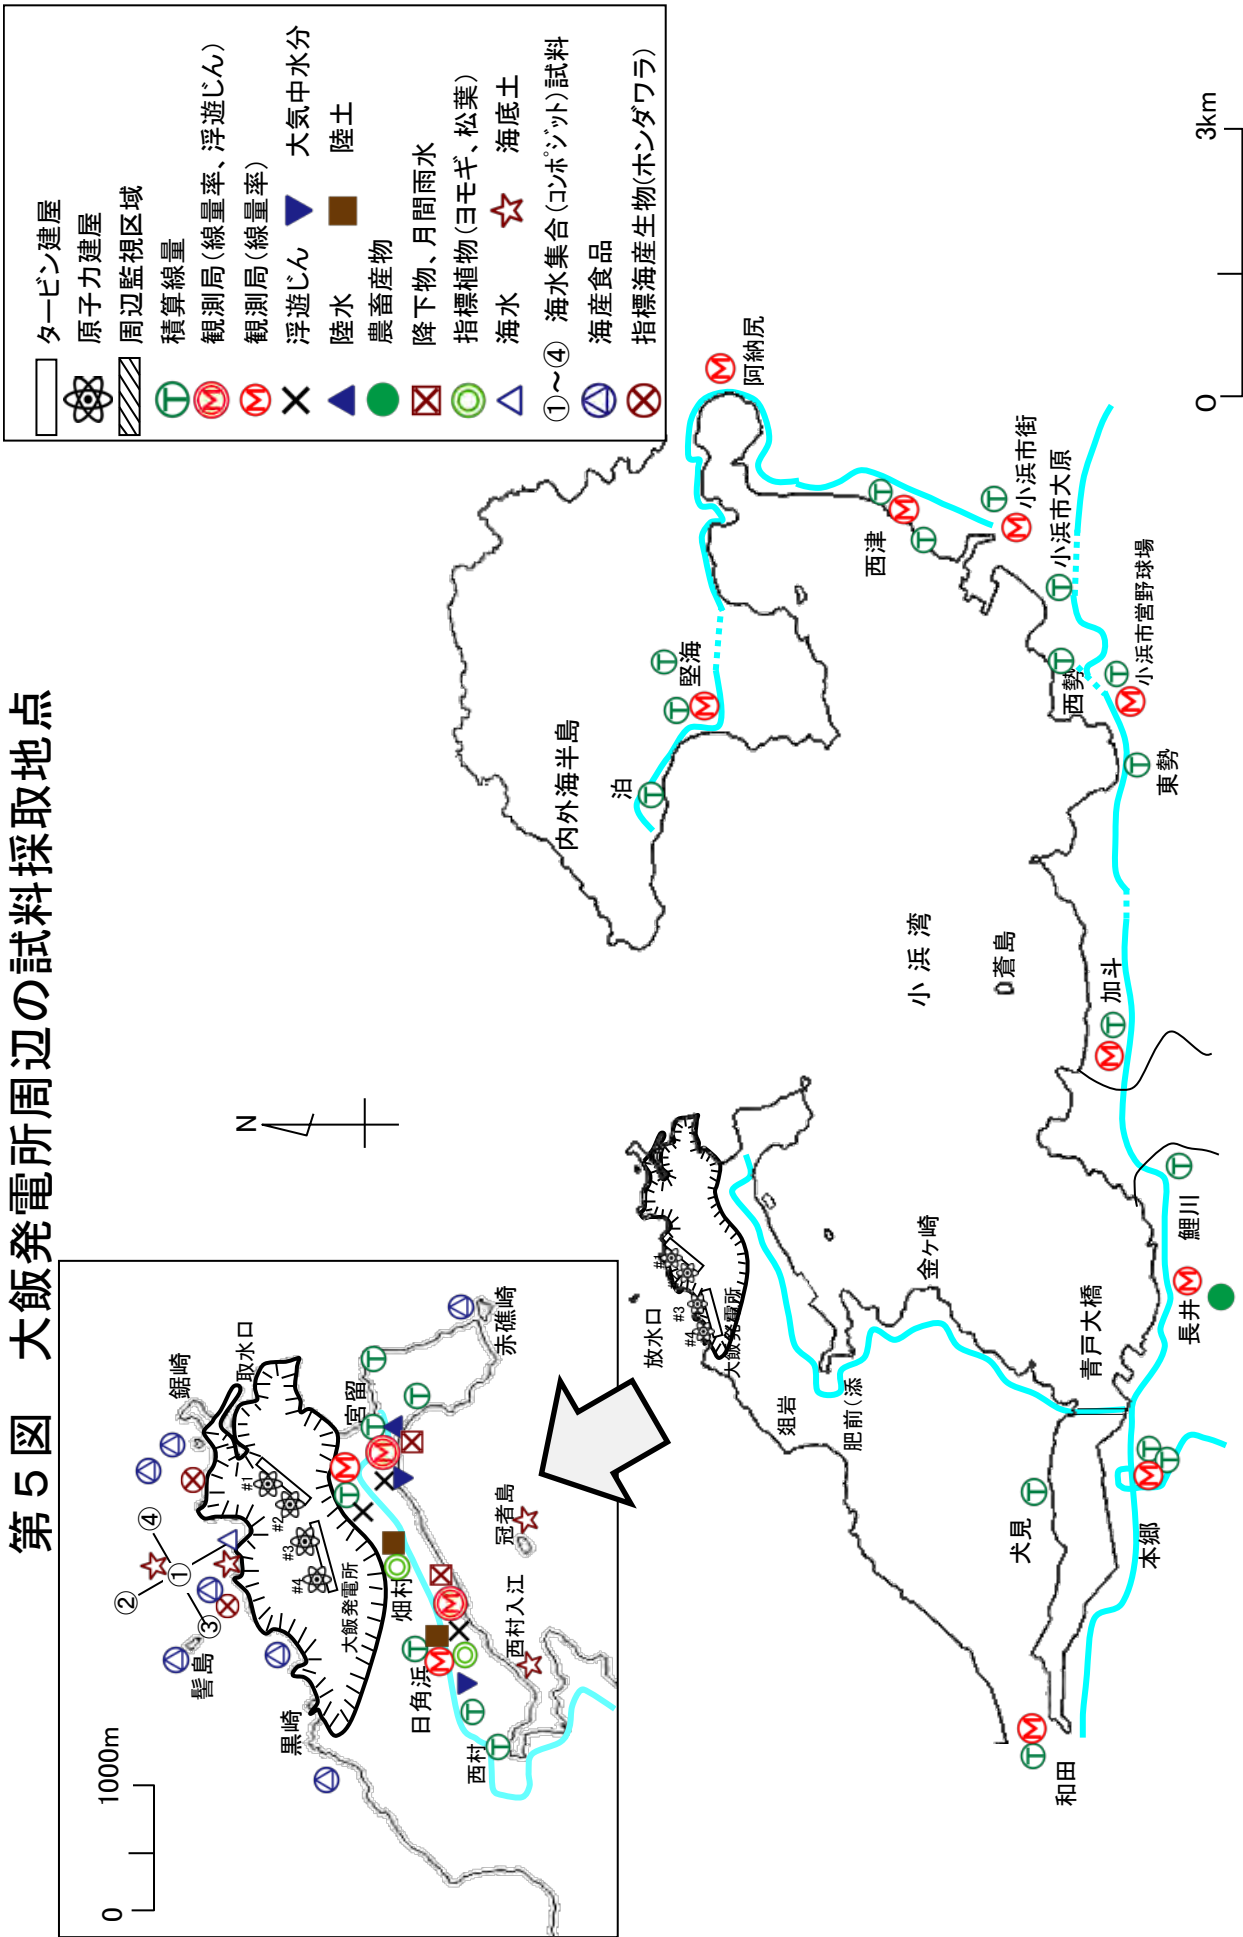 第5図　大飯発電所周辺の試料採取地点
タービン建屋
原子力建屋
周辺監視区域
積算線量
観測局(線量率、浮遊じん)
観測局(線量率)
浮遊じん　大気中水分
陸水　陸土
農畜産物
降下物、月間雨水
指標植物(ヨモギ、松葉)
海水　海底土
①～④　海水集合(ｺﾝﾎﾟｼﾞｯﾄ)試料
海産食品
指標海産生物(ホンダワラ)
0
1000m
N
②
④
①
③
鋸崎
取水口
髻島
黒崎
#1
#2
#3
#4
大飯発電所
宮留
赤礁崎
畑村
日角浜
西村
西村入江
冠者島
内外海半島
泊
堅海
阿納尻
西津
小浜市街
小浜市大原
西勢
小浜市営野球場
東勢
小浜湾
蒼島
加斗
鯉川
長井
青戸大橋
金ヶ崎
放水口
#1
#3
#4
大飯発電所
俎岩
肥前(添
犬見
本郷
和田
0
3km